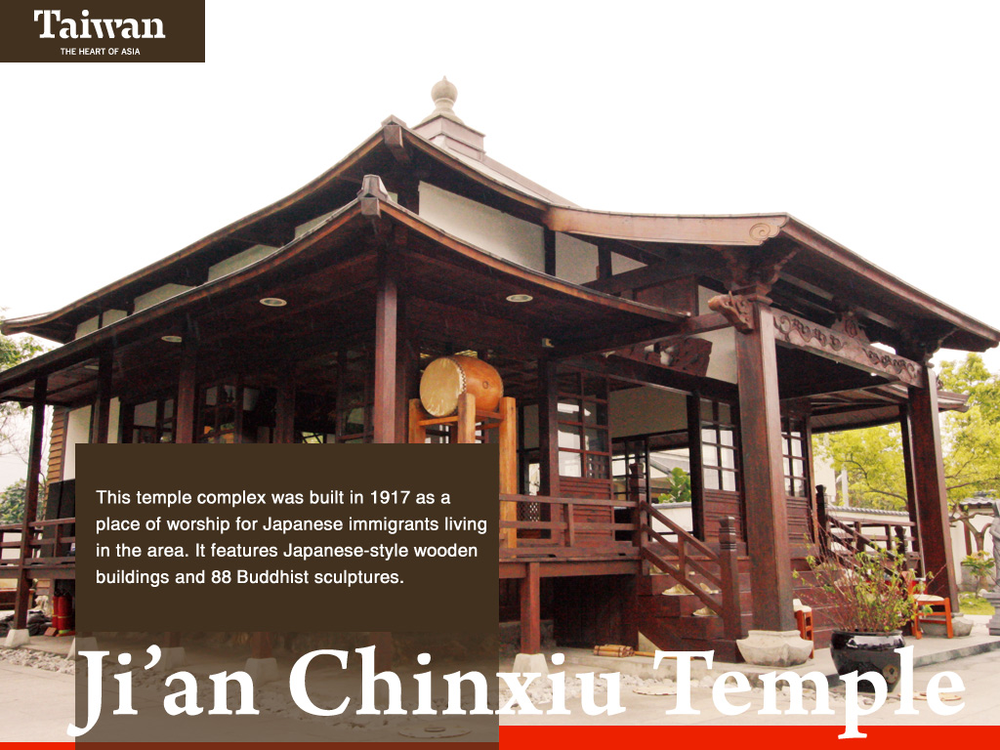 Taiwan
THE HEART OF ASIA
This temple complex was built in 1917 as a
place of worship for Japanese immigrants living
in the area. It features Japanese-style wooden
buildings and 88 Buddhist sculptures.
Ji’an Chinxiu Temple